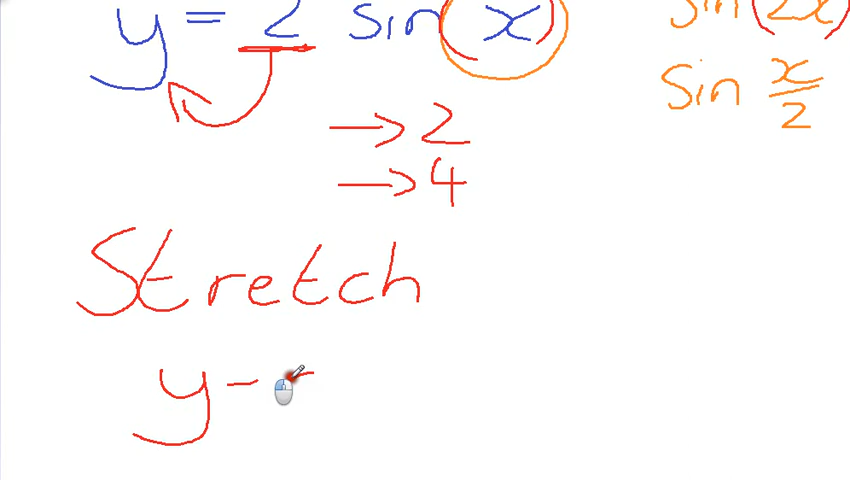 y = 2 sin(x)
sin(2x)
sin x/2
→ 2
→ 4
Stretch
y-